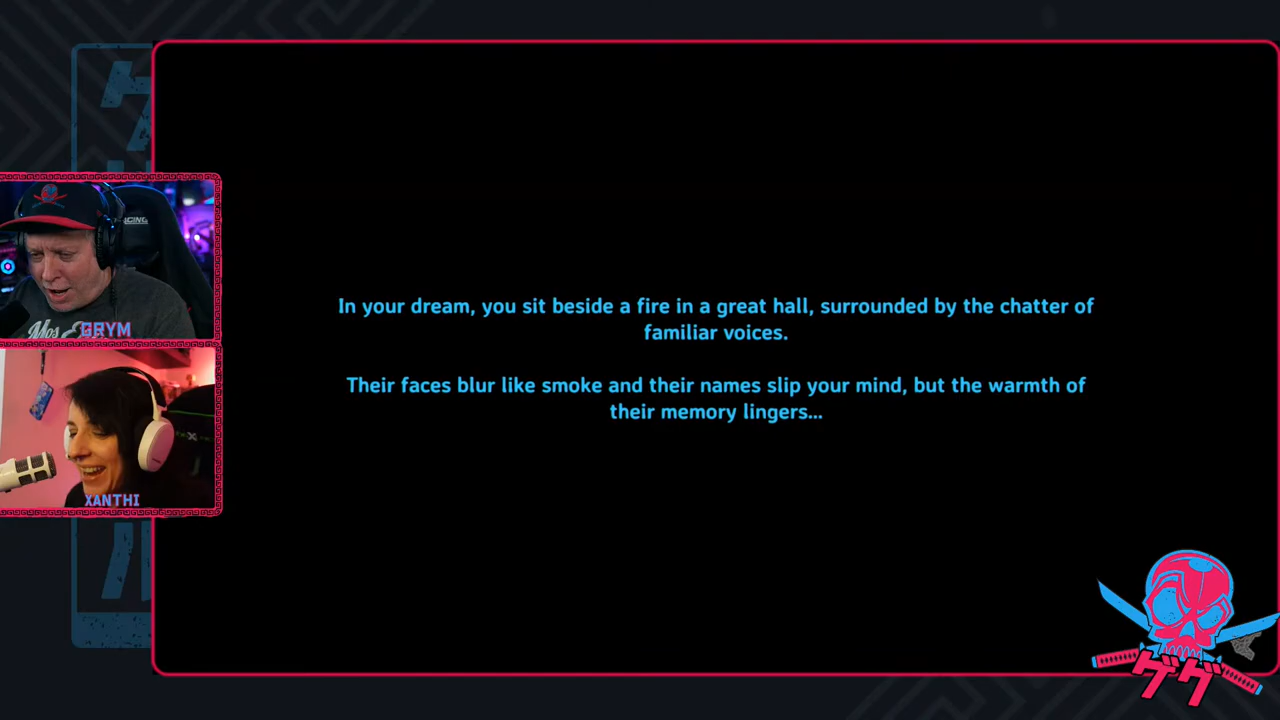 In your dream, you sit beside a fire in a great hall, surrounded by the chatter of
familiar voices.
Their faces blur like smoke and their names slip your mind, but the warmth of
their memory lingers...
GRYM
XANTHI
ゲグ